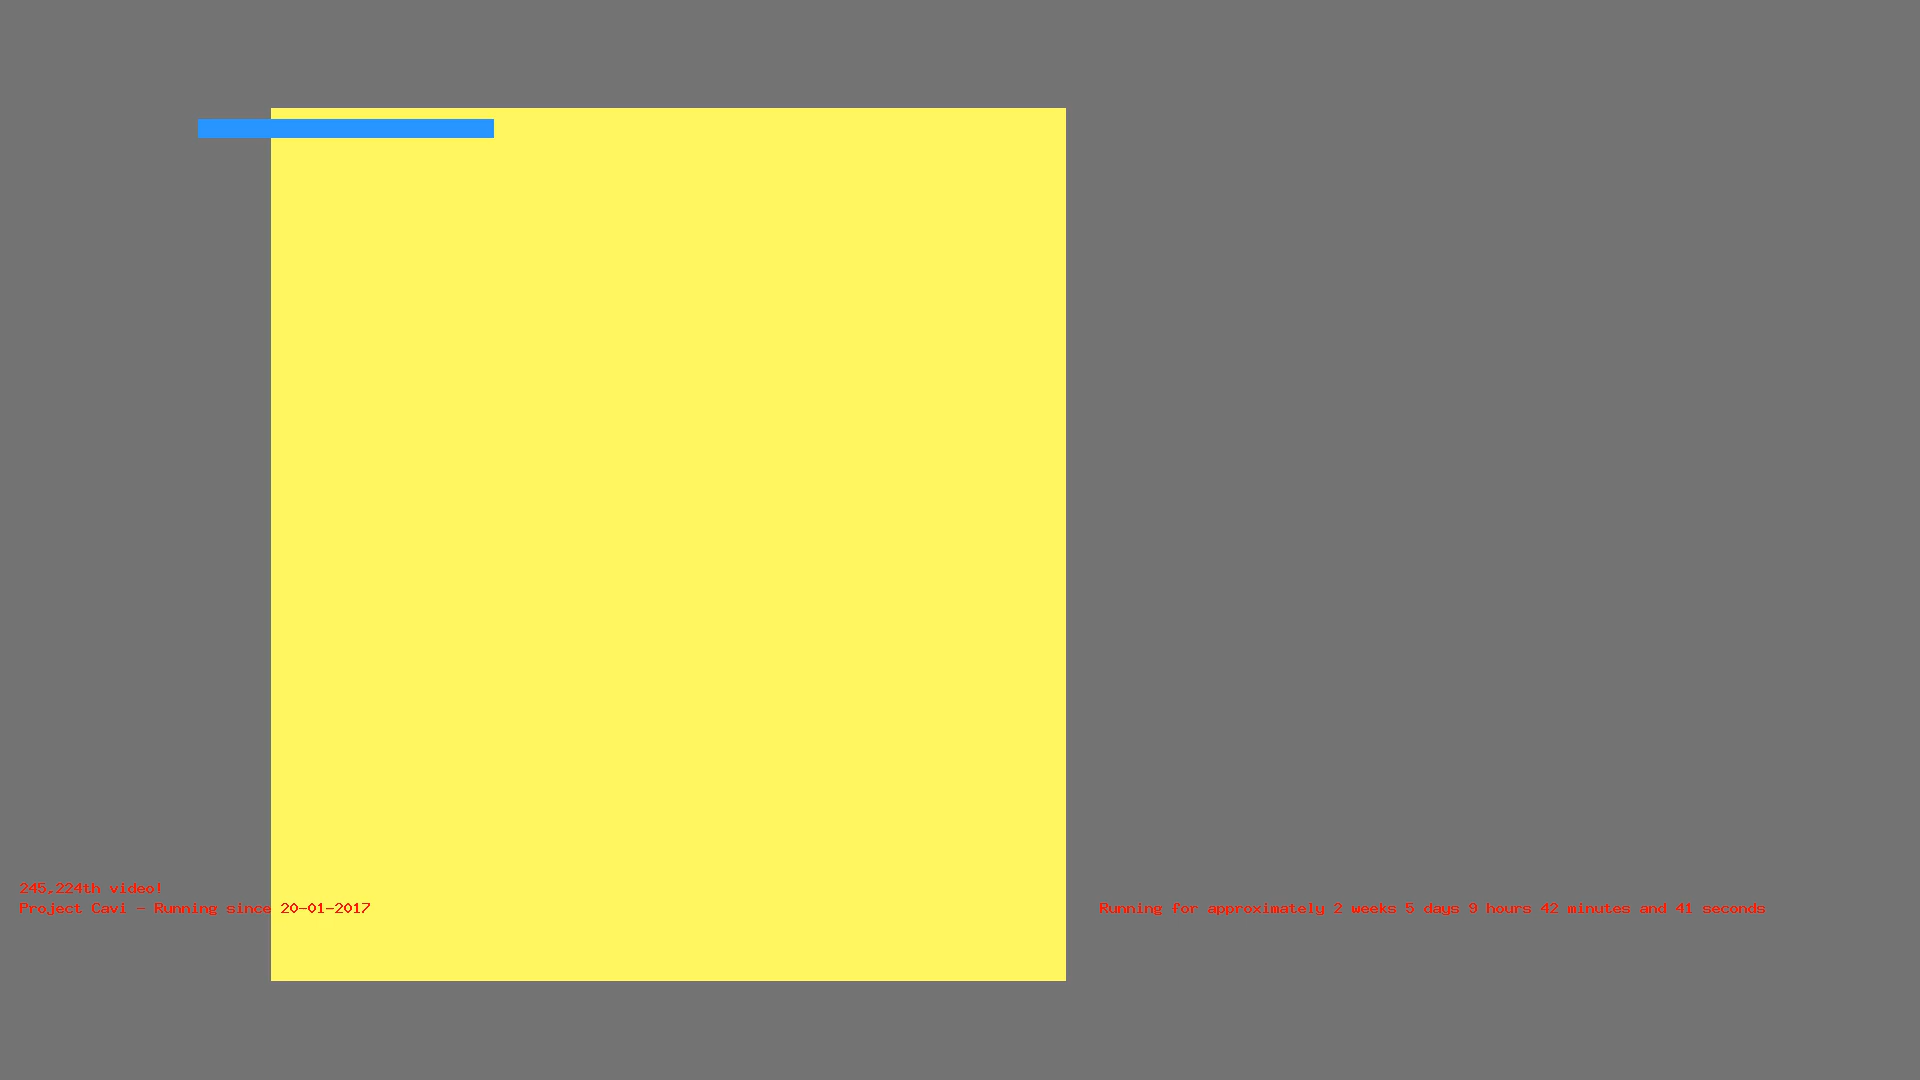 245,224th video!
Project Cavi - Running since 20-01-2017
Running for approximately 2 weeks 5 days 9 hours 42 minutes and 41 seconds